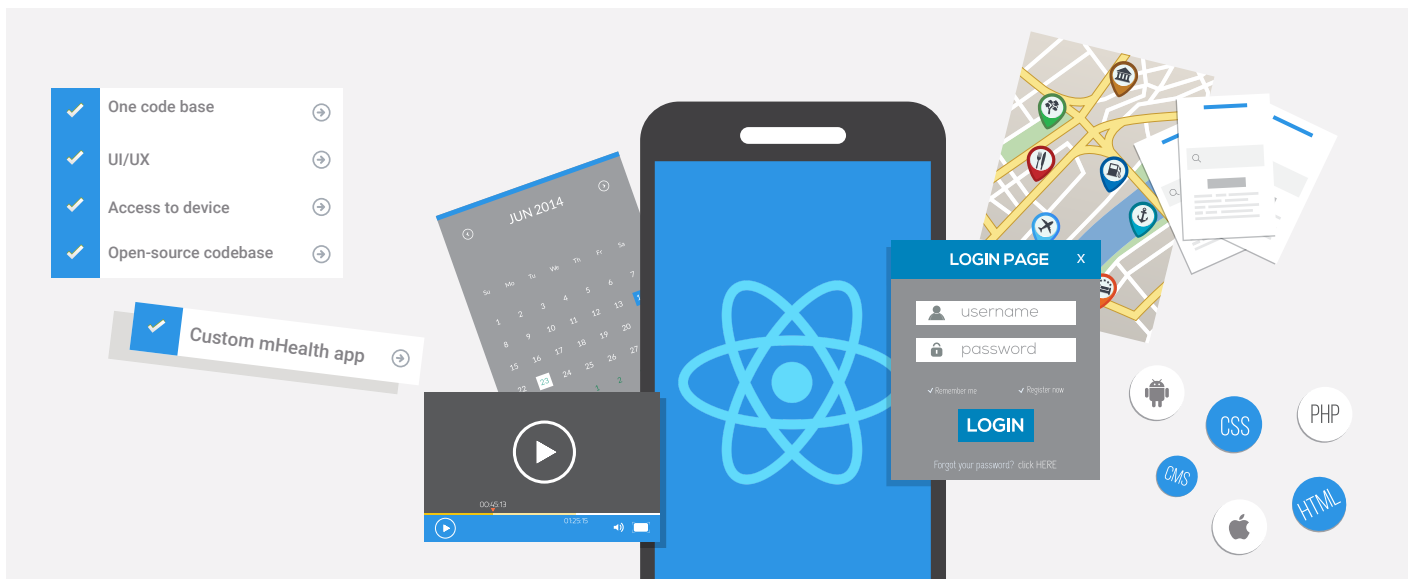 One code base
UI/UX
Access to device
Open-source codebase
Custom mHealth app
JUN 2014
Su Mo Tu We Th Fr Sa
1 2 3 4 5 6 7
8 9 10 11 12 13
15 16 17 18 19 20
22 23 24 25 26 27
1 2
00:45:13
01:25:15
LOGIN PAGE X
username
password
Remember me Register now
LOGIN
Forgot your password? click HERE
CSS
PHP
CMS
HTML